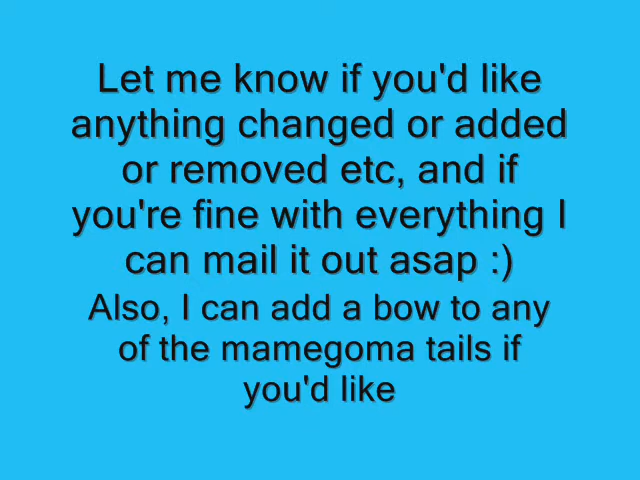 Let me know if you'd like
anything changed or added
or removed etc, and if
you're fine with everything I
can mail it out asap :)
Also, I can add a bow to any
of the mamegoma tails if
you'd like